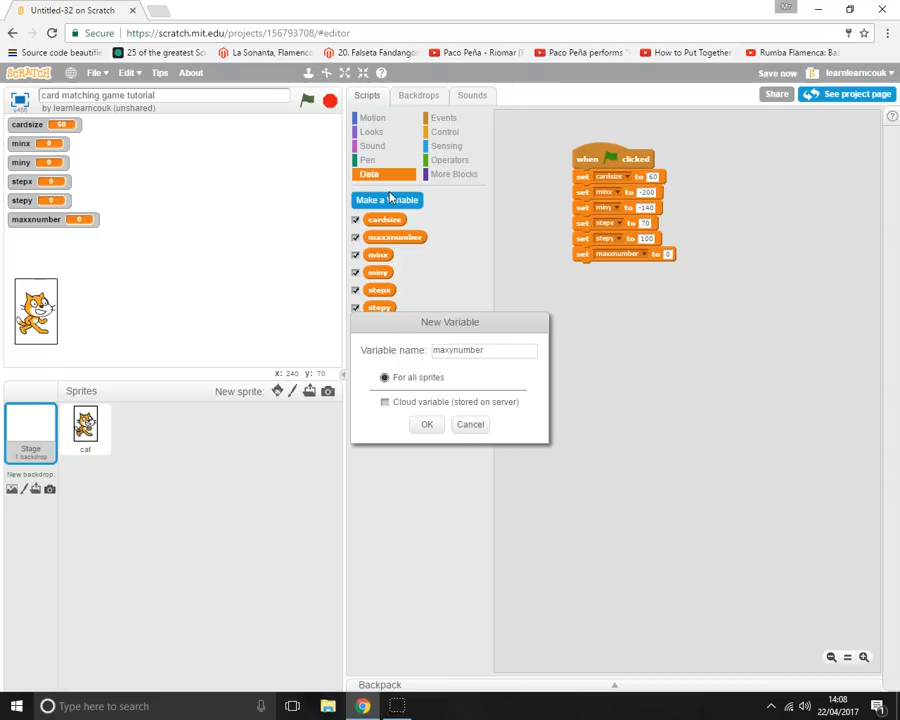 Untitled-32 on Scratch
Secure https://scratch.mit.edu/projects/156793708/#editor
Source code beautifie 25 of the greatest Scr La Sonanta, Flamenco 20. Falseta Fandango Paco Peña - Riomar (F Paco Peña performs " How to Put Together Rumba Flamenca: Bas
SCRATCH File Edit Tips About Save now learnlearncouk
card matching game tutorial
by learnlearncouk (unshared)
v456
Scripts Backdrops Sounds
Share See project page
cardsize 60
minx 0
miny 0
stepx 0
stepy 0
maxxnumber 0
Motion Events
Looks Control
Sound Sensing
Pen Operators
Data More Blocks
Make a Variable
cardsize
maxxnumber
minx
miny
stepx
stepy
when clicked
set cardsize to 60
set minx to -200
set miny to -140
set stepx to 70
set stepy to 100
set maxxnumber to 0
New Variable
Variable name: maxynumber
For all sprites
Cloud variable (stored on server)
OK Cancel
x: 240 y: 70
Sprites New sprite:
Stage
1 backdrop
cat
New backdrop:
Backpack
Type here to search
14:08
22/04/2017